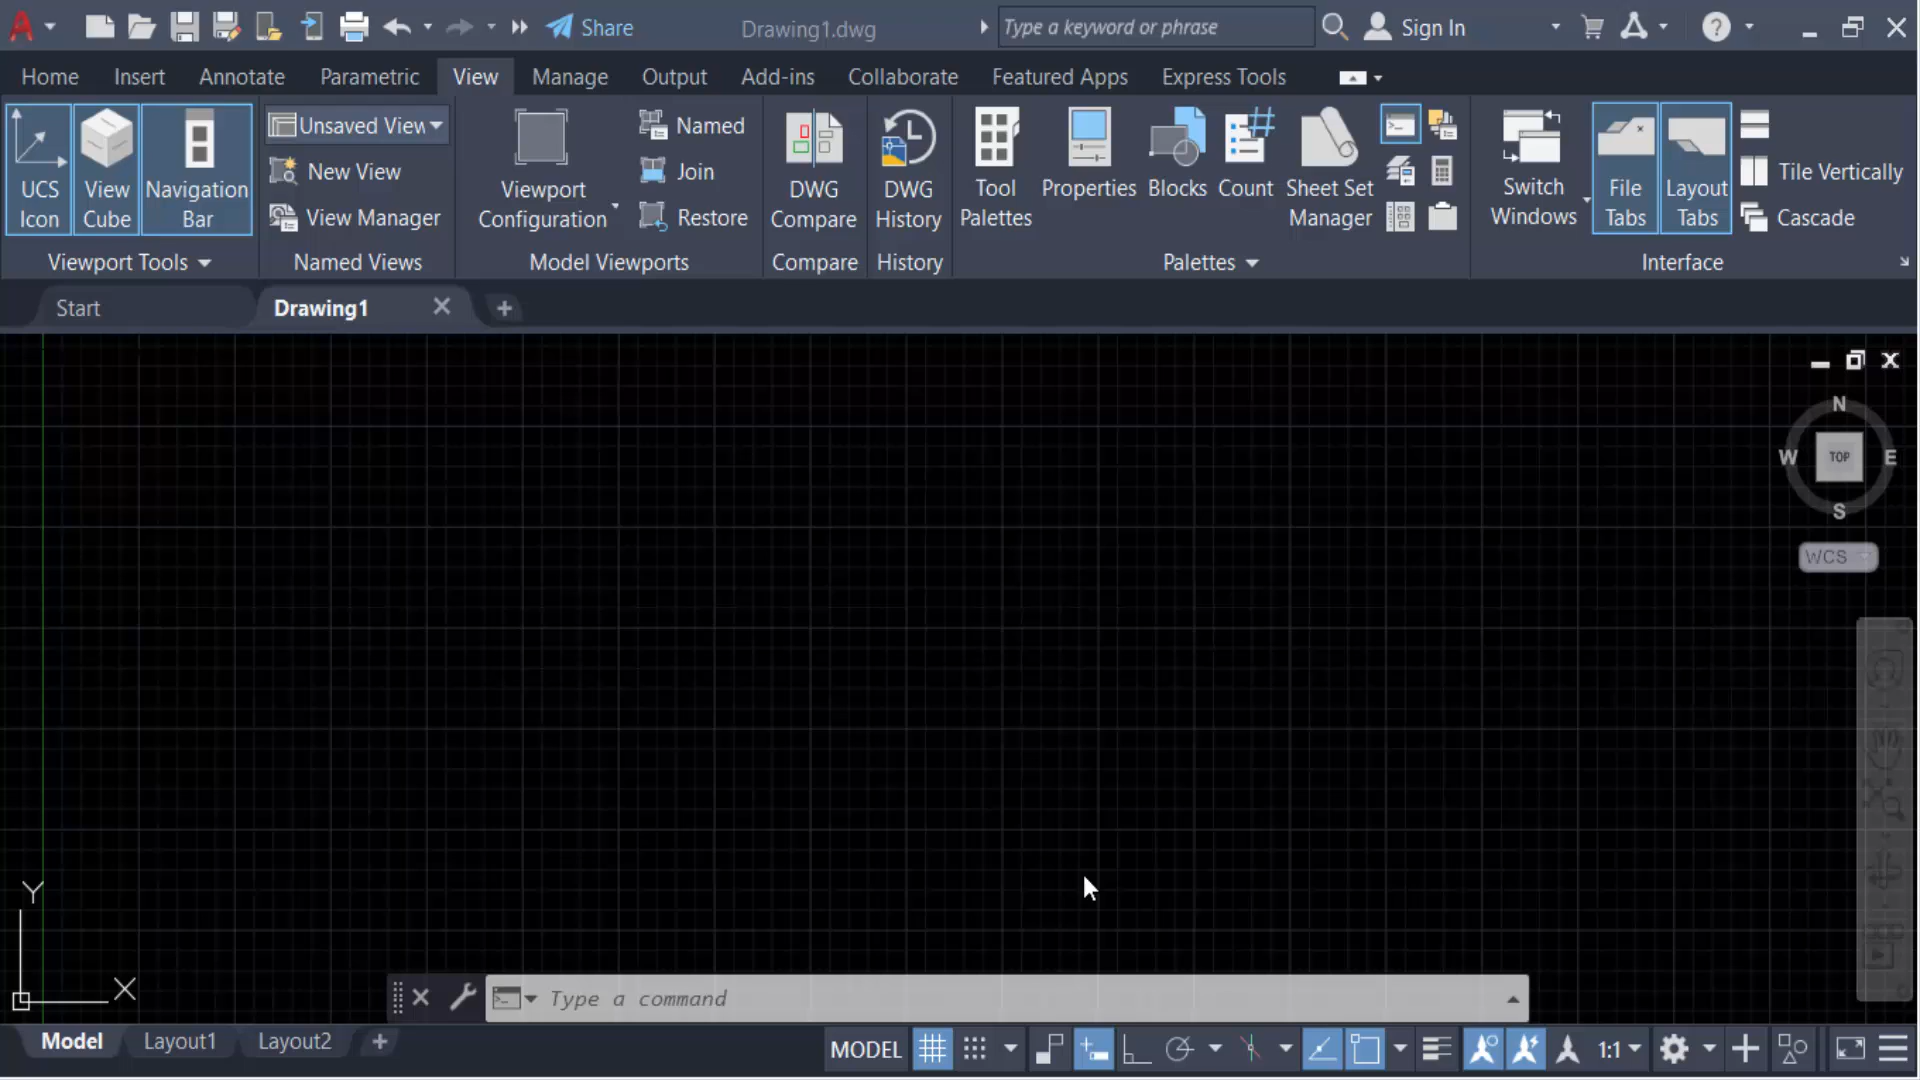 Share
Drawing1.dwg
Type a keyword or phrase
Sign In
Home
Insert
Annotate
Parametric
View
Manage
Output
Add-ins
Collaborate
Featured Apps
Express Tools
UCS
Icon
View
Cube
Navigation
Bar
Viewport Tools
Unsaved View
New View
View Manager
Named Views
Viewport
Configuration
Named
Join
Restore
Model Viewports
DWG
Compare
Compare
DWG
History
History
Tool
Palettes
Properties
Blocks
Count
Sheet Set
Manager
Palettes
Switch
Windows
File
Tabs
Layout
Tabs
Tile Vertically
Cascade
Interface
Start
Drawing1
N
W
TOP
E
S
WCS
Y
X
Type a command
Model
Layout1
Layout2
MODEL
1:1